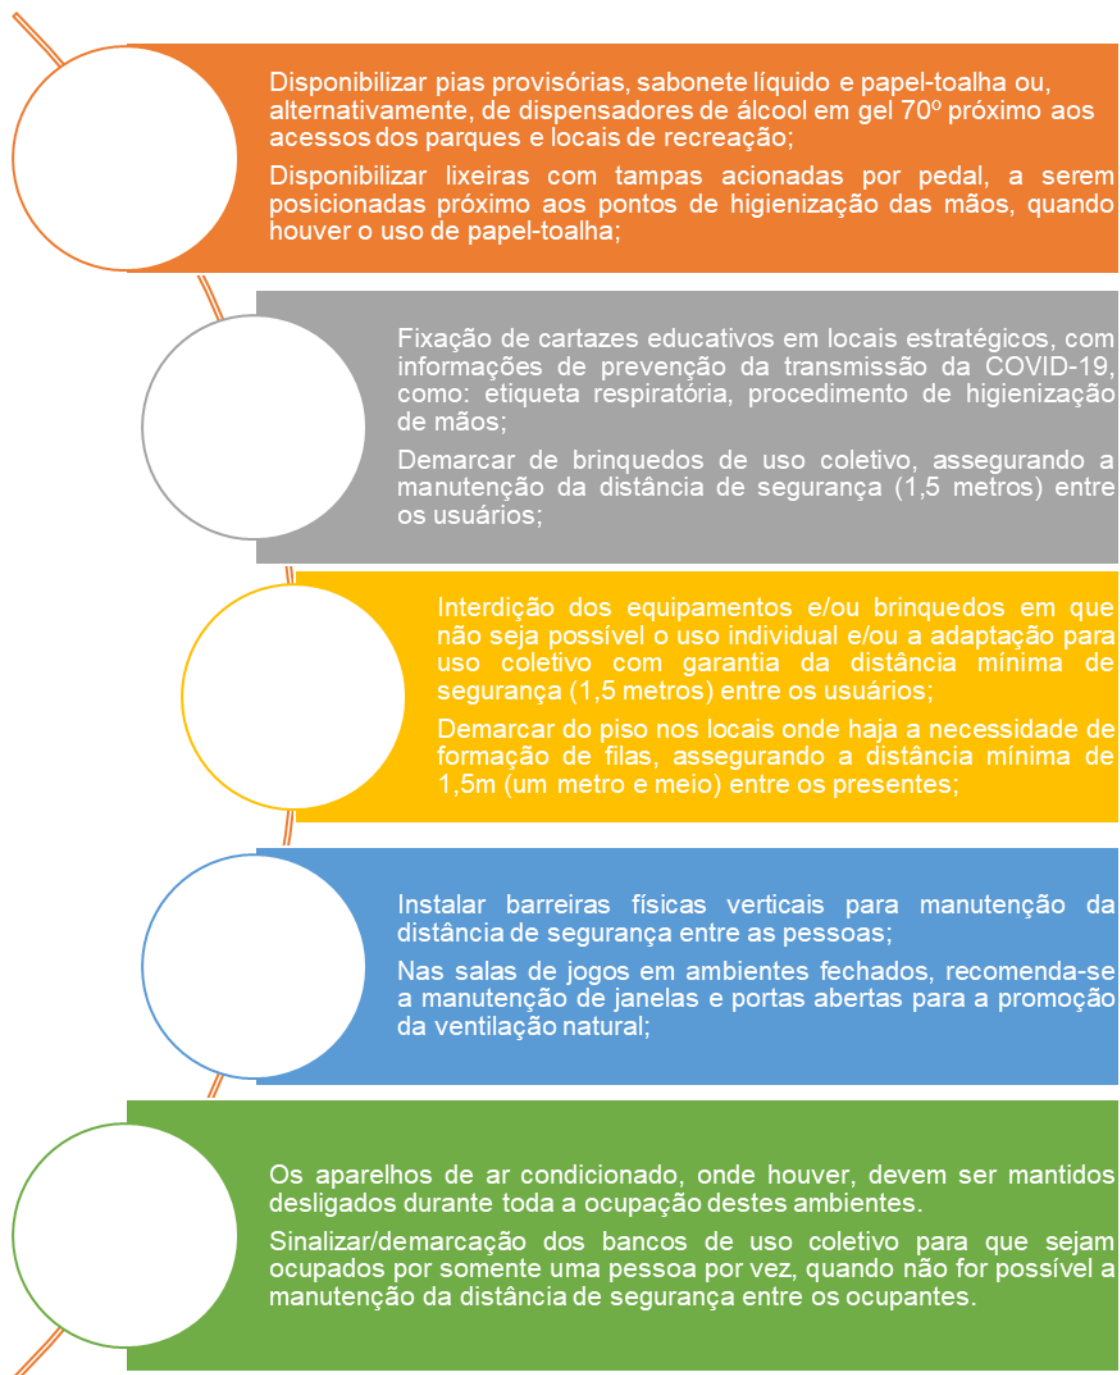 Disponibilizar pias provisórias, sabonete líquido e papel-toalha ou,
alternativamente, de dispensadores de álcool em gel 70º próximo aos
acessos dos parques e locais de recreação;
Disponibilizar lixeiras com tampas acionadas por pedal, a serem
posicionadas próximo aos pontos de higienização das mãos, quando
houver o uso de papel-toalha;
Fixação de cartazes educativos em locais estratégicos, com
informações de prevenção da transmissão da COVID-19,
como: etiqueta respiratória, procedimento de higienização
de mãos;
Demarcar de brinquedos de uso coletivo, assegurando a
manutenção da distância de segurança (1,5 metros) entre
os usuários;
Interdição dos equipamentos e/ou brinquedos em que
não seja possível o uso individual e/ou a adaptação para
uso coletivo com garantia da distância mínima de
segurança (1,5 metros) entre os usuários;
Demarcar do piso nos locais onde haja a necessidade de
formação de filas, assegurando a distância mínima de
1,5m (um metro e meio) entre os presentes;
Instalar barreiras físicas verticais para manutenção da
distância de segurança entre as pessoas;
Nas salas de jogos em ambientes fechados, recomenda-se
a manutenção de janelas e portas abertas para a promoção
da ventilação natural;
Os aparelhos de ar condicionado, onde houver, devem ser mantidos
desligados durante toda a ocupação destes ambientes.
Sinalizar/demarcação dos bancos de uso coletivo para que sejam
ocupados por somente uma pessoa por vez, quando não for possível a
manutenção da distância de segurança entre os ocupantes.